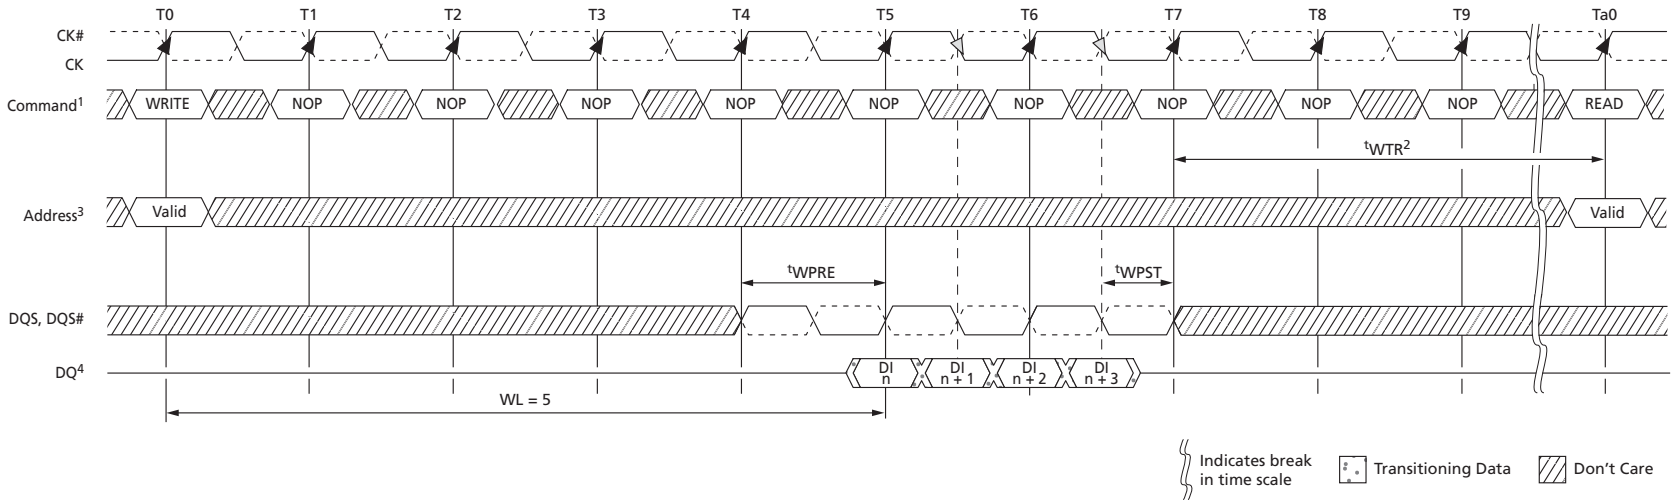 T0 T1 T2 T3 T4 T5 T6 T7 T8 T9 Ta0
CK#
CK
Command¹ WRITE NOP NOP NOP NOP NOP NOP NOP NOP NOP READ
ᵗWTR²
Address³ Valid Valid
ᵗWPRE ᵗWPST
DQS, DQS#
DQ⁴ DI n DI n + 1 DI n + 2 DI n + 3
WL = 5
Indicates break
in time scale
Transitioning Data
Don't Care